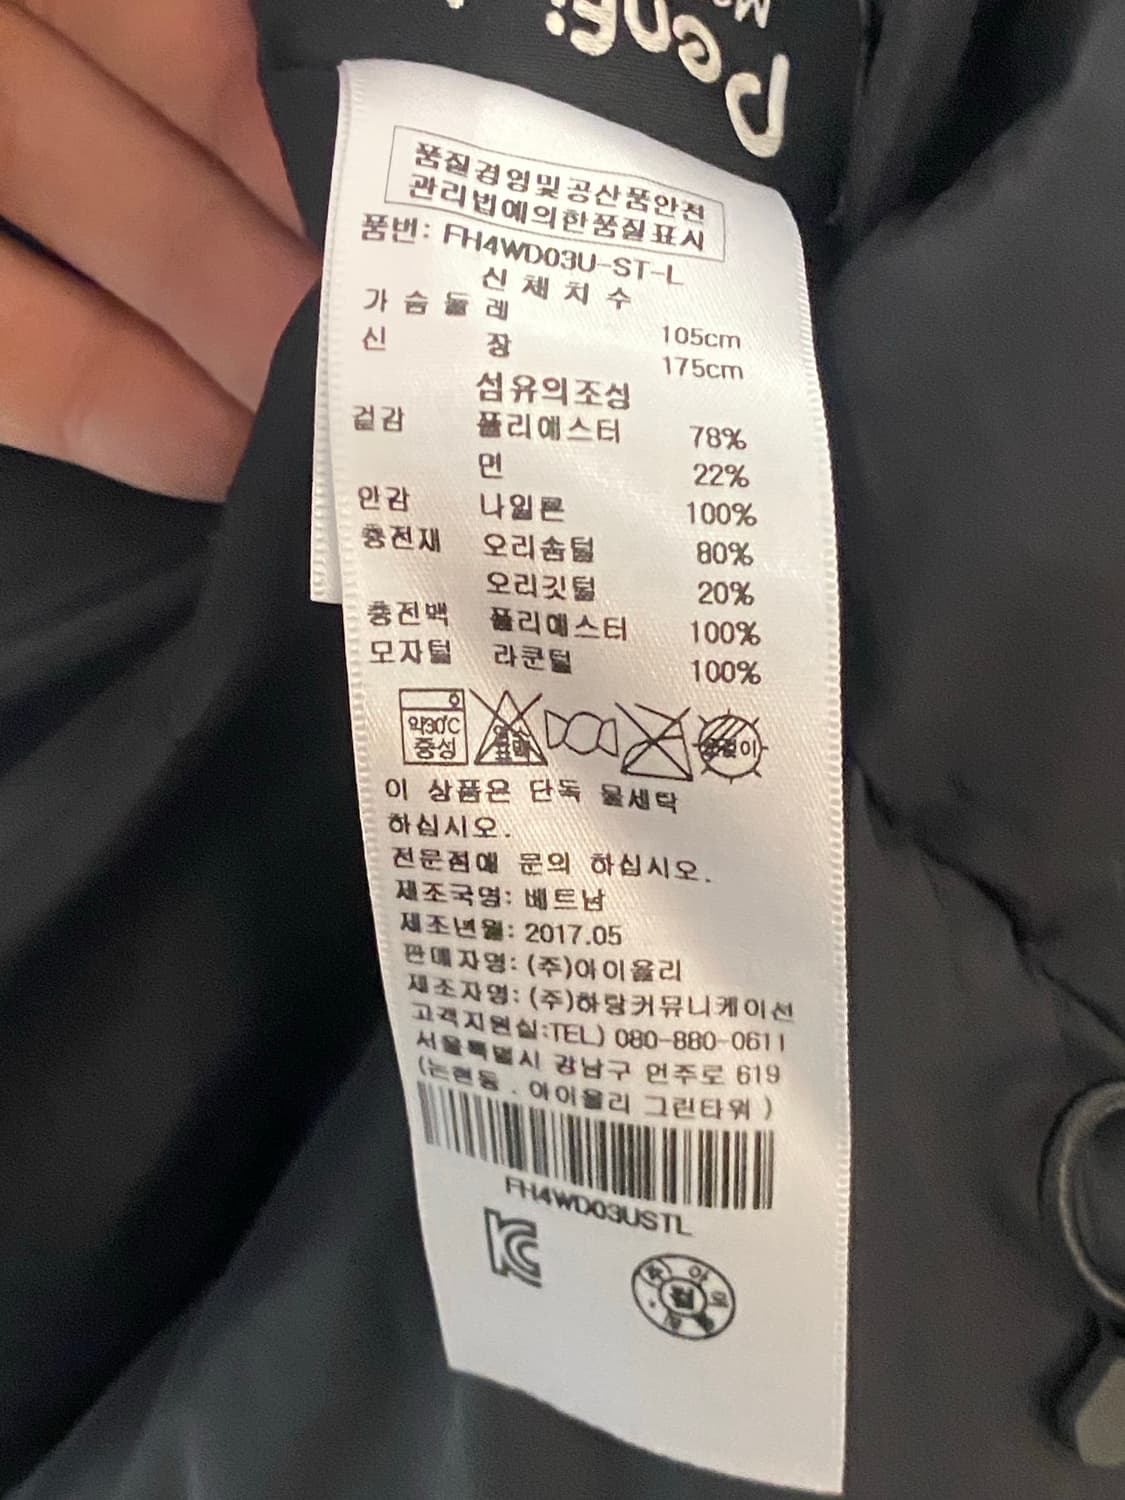 품질경영및공산품안전
관리법에의한품질표시
품번: FH4WD03U-ST-L
신 체 치 수
가 슴 둘 레 105cm
신 장 175cm
섬유의조성
겉감 폴리에스터 78%
면 22%
안감 나일론 100%
충전재 오리솜털 80%
오리깃털 20%
충전백 폴리에스터 100%
모자털 라쿤털 100%
약30℃
중성
이 상품은 단독 물세탁
하십시오.
전문점에 문의 하십시오.
제조국명: 베트남
제조년월: 2017.05
판매자명: (주)아이올리
제조자명: (주)하랑커뮤니케이션
고객지원실:TEL) 080-880-0611
서울특별시 강남구 언주로 619
(논현동 . 아이올리 그린타워 )
FH4WD03USTL